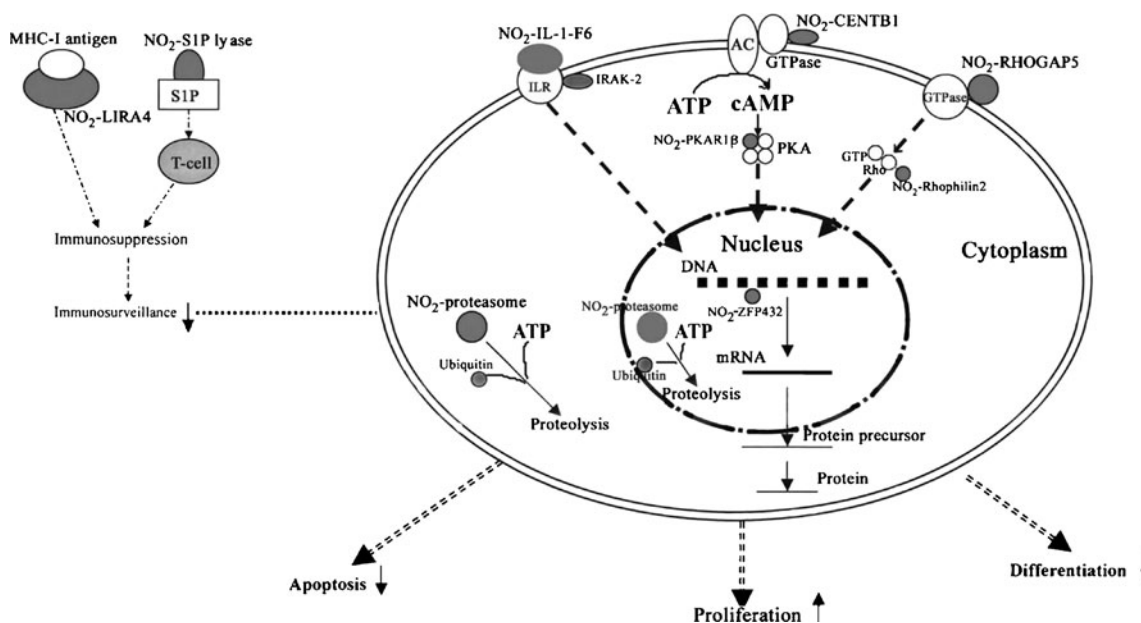 MHC-I antigen
NO2-S1P lyase
S1P
NO2-LIRA4
T-cell
Immunosuppression
Immunosurveillance
NO2-IL-1-F6
ILR
IRAK-2
AC
NO2-CENTB1
GTPase
ATP
cAMP
NO2-PKAR1β
PKA
NO2-RHOGAP5
GTPase
GTP
Rho
NO2-Rhophilin2
Nucleus
Cytoplasm
DNA
NO2-ZFP432
mRNA
NO2-proteasome
ATP
Ubiquitin
Proteolysis
NO2-proteasome
ATP
Ubiquitin
Proteolysis
Protein precursor
Protein
Apoptosis
Proliferation
Differentiation